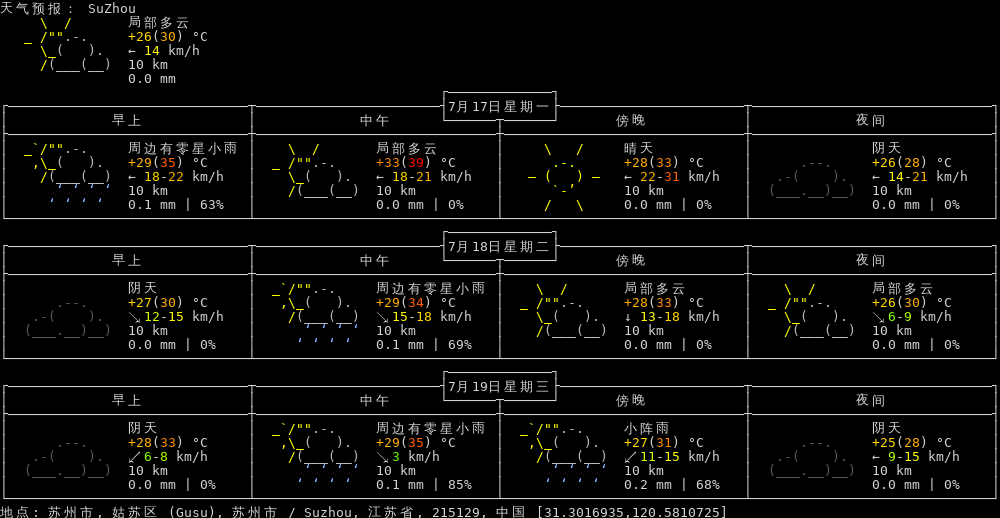 天气预报： SuZhou
局部多云
+26(30) °C
← 14 km/h
10 km
0.0 mm
7月17日星期一
早上 中午 傍晚 夜间
周边有零星小雨 局部多云 晴天 阴天
+29(35) °C +33(39) °C +28(33) °C +26(28) °C
← 18-22 km/h ← 18-21 km/h ← 22-31 km/h ← 14-21 km/h
10 km 10 km 10 km 10 km
0.1 mm | 63% 0.0 mm | 0% 0.0 mm | 0% 0.0 mm | 0%
7月18日星期二
早上 中午 傍晚 夜间
阴天 周边有零星小雨 局部多云 局部多云
+27(30) °C +29(34) °C +28(33) °C +26(30) °C
↘ 12-15 km/h ↘ 15-18 km/h ↓ 13-18 km/h ↘ 6-9 km/h
10 km 10 km 10 km 10 km
0.0 mm | 0% 0.1 mm | 69% 0.0 mm | 0% 0.0 mm | 0%
7月19日星期三
早上 中午 傍晚 夜间
阴天 周边有零星小雨 小阵雨 阴天
+28(33) °C +29(35) °C +27(31) °C +25(28) °C
↙ 6-8 km/h ↘ 3 km/h ↙ 11-15 km/h ← 9-15 km/h
10 km 10 km 10 km 10 km
0.0 mm | 0% 0.1 mm | 85% 0.2 mm | 68% 0.0 mm | 0%
地点: 苏州市, 姑苏区 (Gusu), 苏州市 / Suzhou, 江苏省, 215129, 中国 [31.3016935,120.5810725]